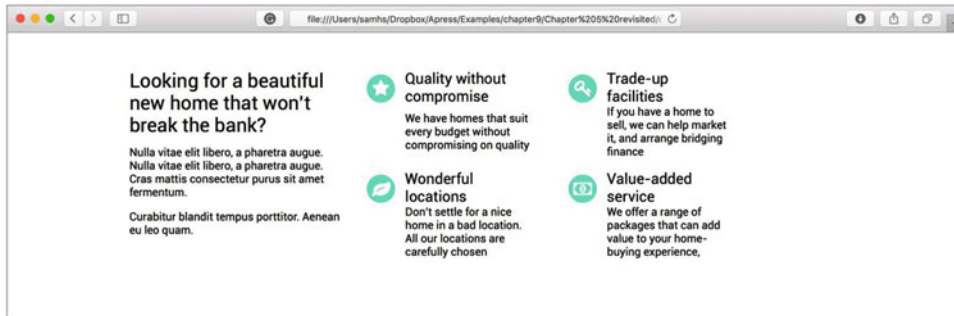 file:///Users/samhs/Dropbox/Apress/Examples/chapter9/Chapter%205%20revisited/
Looking for a beautiful
new home that won't
break the bank?
Nulla vitae elit libero, a pharetra augue.
Nulla vitae elit libero, a pharetra augue.
Cras mattis consectetur purus sit amet
fermentum.
Curabitur blandit tempus porttitor. Aenean
eu leo quam.
Quality without
compromise
We have homes that suit
every budget without
compromising on quality
Trade-up
facilities
If you have a home to
sell, we can help market
it, and arrange bridging
finance
Wonderful
locations
Don't settle for a nice
home in a bad location.
All our locations are
carefully chosen
Value-added
service
We offer a range of
packages that can add
value to your home-
buying experience,